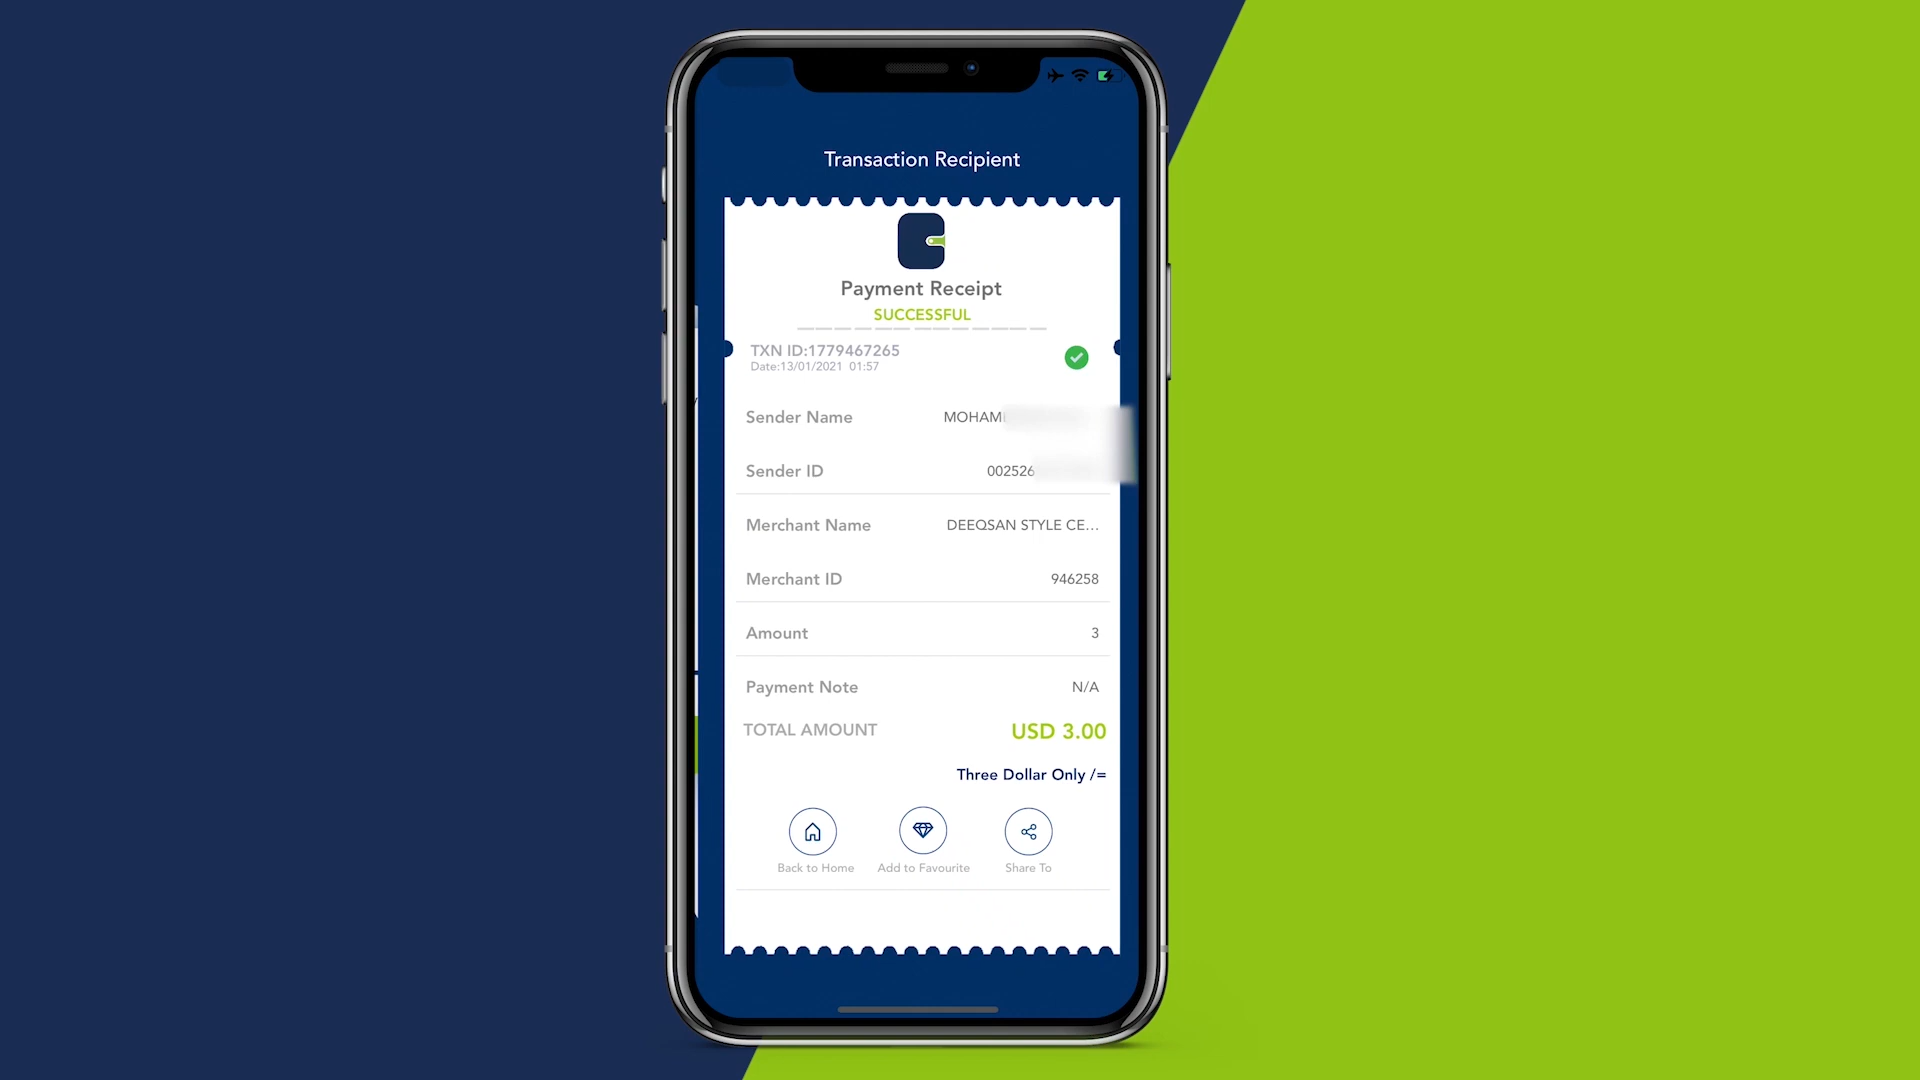 Transaction Recipient
Payment Receipt
SUCCESSFUL
TXN ID:1779467265
Date:13/01/2021 01:57
Sender Name
Sender ID 002526
Merchant Name DEEQSAN STYLE CE...
Merchant ID 946258
Amount 3
Payment Note N/A
TOTAL AMOUNT USD 3.00
Three Dollar Only /=
Back to Home Add to Favourite Share To